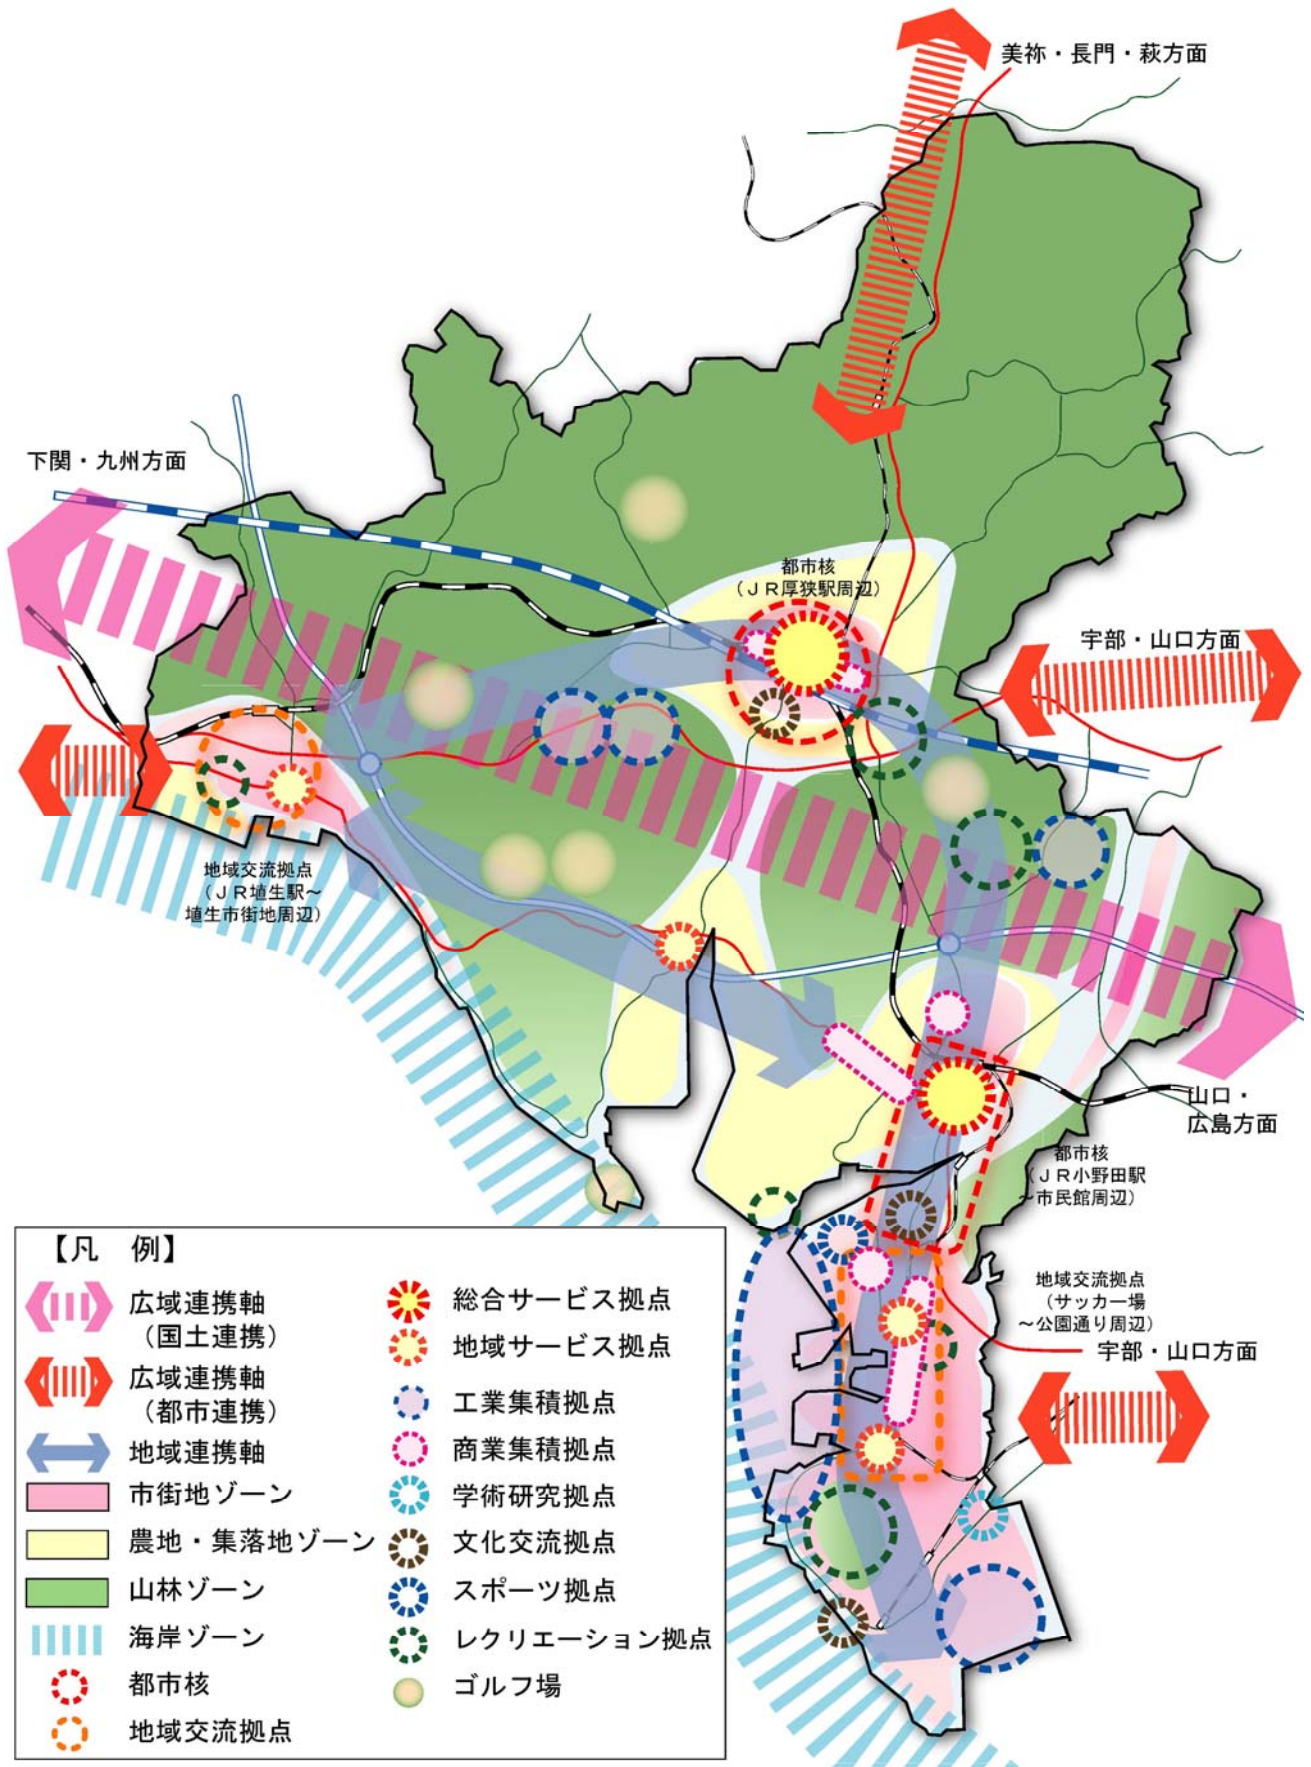 美祢・長門・萩方面
下関・九州方面
都市核
（ＪＲ厚狭駅周辺）
宇部・山口方面
地域交流拠点
（ＪＲ埴生駅～
埴生市街地周辺）
山口・
広島方面
都市核
（ＪＲ小野田駅
～市民館周辺）
地域交流拠点
（サッカー場
～公園通り周辺）
宇部・山口方面
【凡　例】
広域連携軸
（国土連携）
広域連携軸
（都市連携）
地域連携軸
市街地ゾーン
農地・集落地ゾーン
山林ゾーン
海岸ゾーン
都市核
地域交流拠点
総合サービス拠点
地域サービス拠点
工業集積拠点
商業集積拠点
学術研究拠点
文化交流拠点
スポーツ拠点
レクリエーション拠点
ゴルフ場